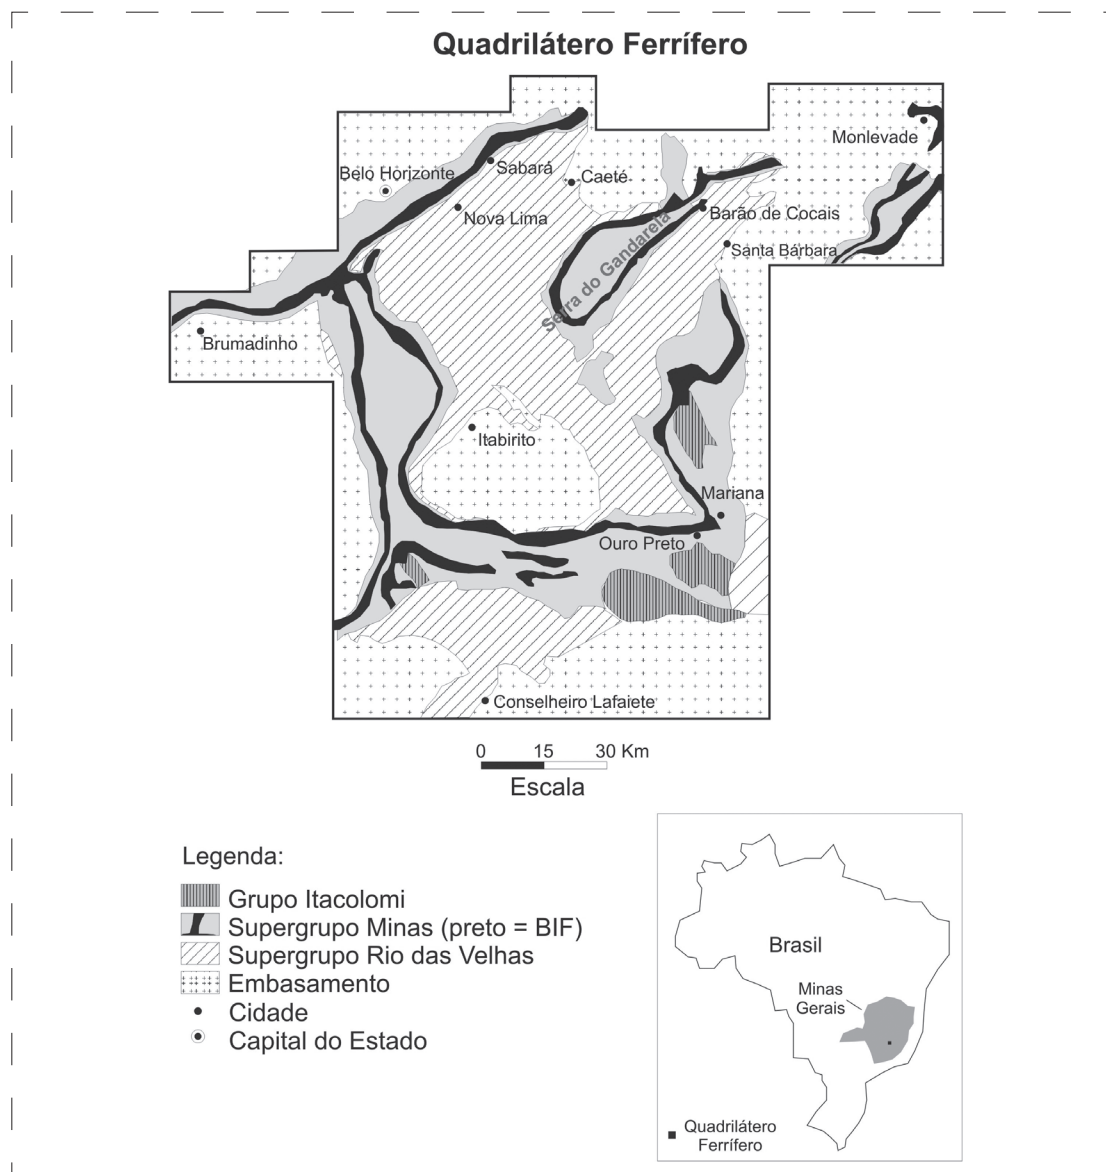 Quadrilátero Ferrífero
Monlevade
Sabará
Belo Horizonte
Caeté
Nova Lima
Barão de Cocais
Santa Bárbara
Serra do Gandarela
Brumadinho
Itabirito
Mariana
Ouro Preto
Conselheiro Lafaiete
0 15 30 Km
Escala
Legenda:
Grupo Itacolomi
Supergrupo Minas (preto = BIF)
Supergrupo Rio das Velhas
Embasamento
Cidade
Capital do Estado
Brasil
Minas
Gerais
Quadrilátero
Ferrífero